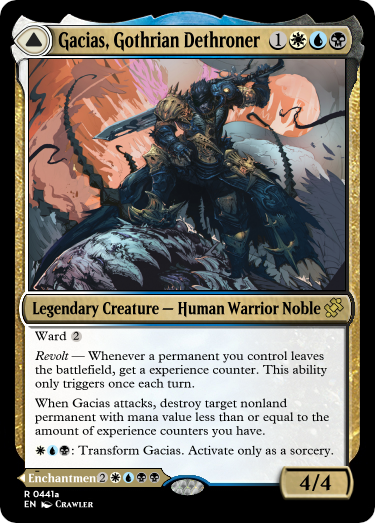 Gacias, Gothrian Dethroner 1
Legendary Creature — Human Warrior Noble
Ward 2
Revolt — Whenever a permanent you control leaves
the battlefield, get a experience counter. This ability
only triggers once each turn.
When Gacias attacks, destroy target nonland
permanent with mana value less than or equal to the
amount of experience counters you have.
: Transform Gacias. Activate only as a sorcery.
Enchantment 2
4/4
R 0441a
EN CRAWLER